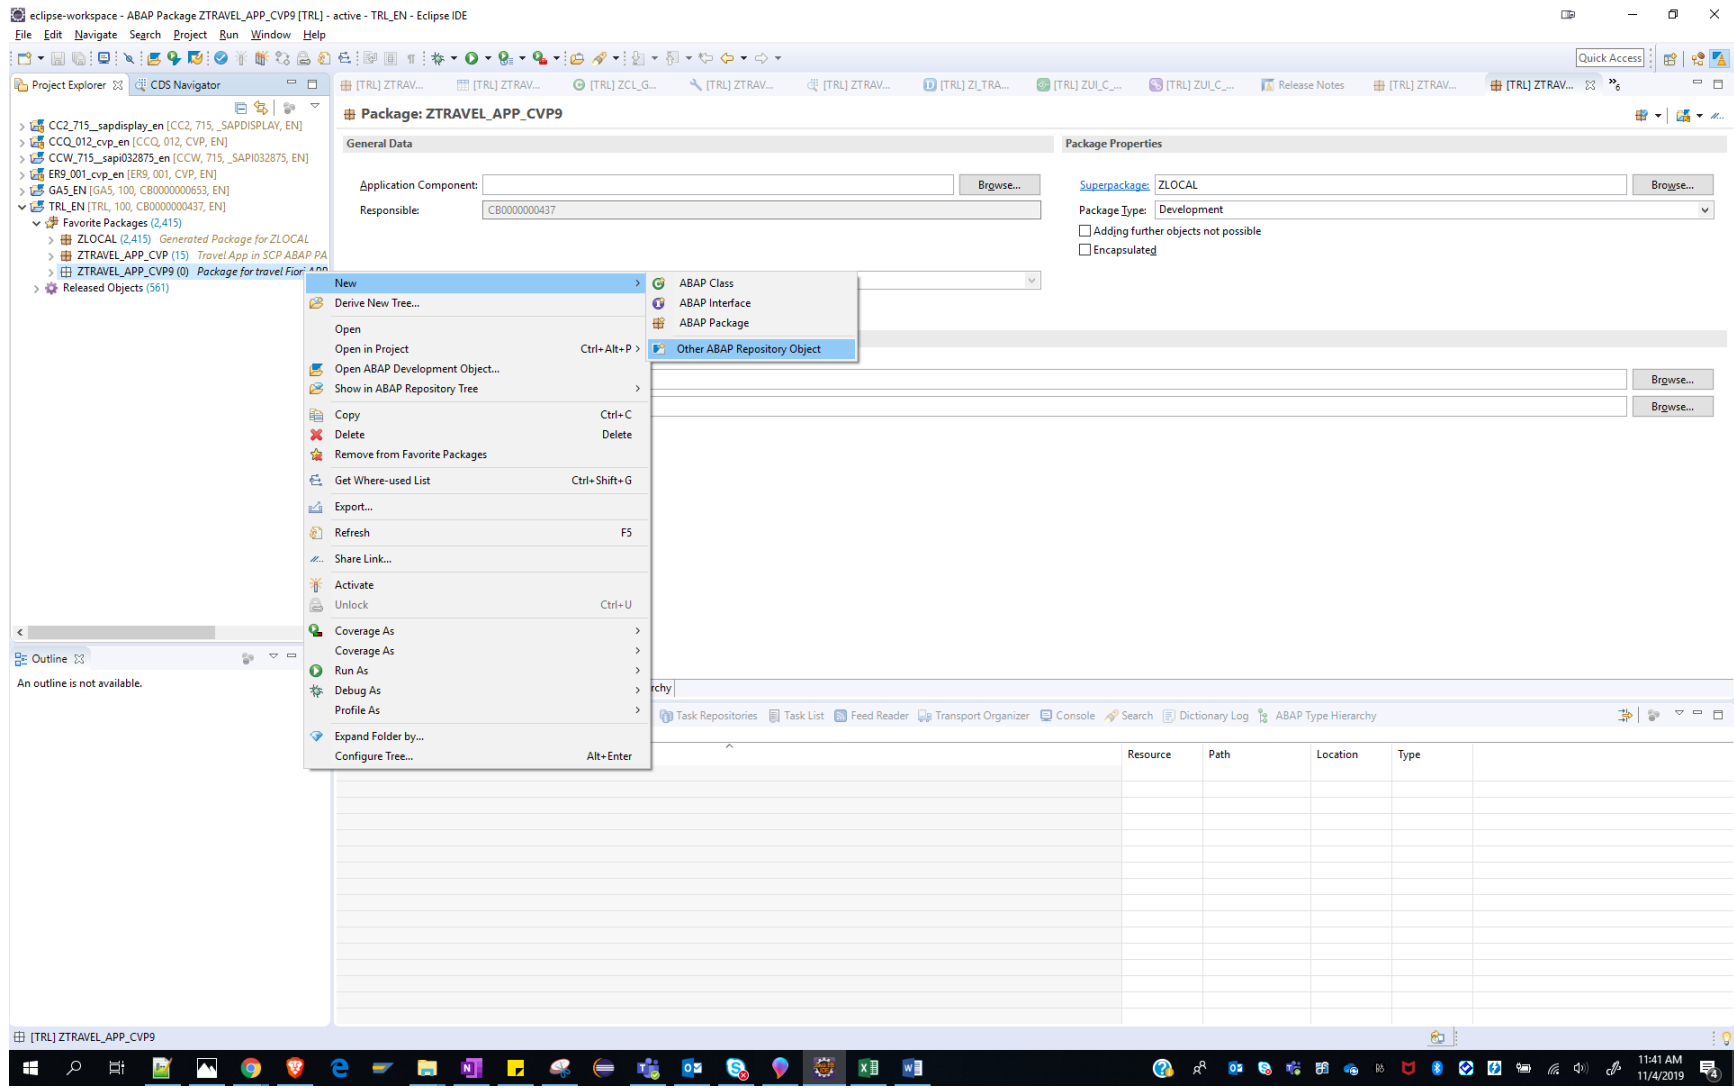 eclipse-workspace - ABAP Package ZTRAVEL_APP_CVP9 [TRL] - active - TRL_EN - Eclipse IDE
File Edit Navigate Search Project Run Window Help
Quick Access
Project Explorer CDS Navigator
[TRL] ZTRAV... [TRL] ZTRAV... [TRL] ZCL_G... [TRL] ZTRAV... [TRL] ZTRAV... [TRL] ZI_TRA... [TRL] ZUI_C_... [TRL] ZUI_C_... Release Notes [TRL] ZTRAV... [TRL] ZTRAV... 6
CC2_715__sapdisplay_en [CC2, 715, _SAPDISPLAY, EN]
CCQ_012_cvp_en [CCQ, 012, CVP, EN]
CCW_715__sapi032875_en [CCW, 715, _SAPI032875, EN]
ER9_001_cvp_en [ER9, 001, CVP, EN]
GA5_EN [GA5, 100, CB0000000653, EN]
TRL_EN [TRL, 100, CB0000000437, EN]
Favorite Packages (2,415)
ZLOCAL (2,415) Generated Package for ZLOCAL
ZTRAVEL_APP_CVP (15) Travel App in SCP ABAP PA
ZTRAVEL_APP_CVP9 (0) Package for travel Fiori APP
Released Objects (561)
Package: ZTRAVEL_APP_CVP9
General Data
Application Component: Browse...
Responsible: CB0000000437
Package Properties
Superpackage: ZLOCAL Browse...
Package Type: Development
Adding further objects not possible
Encapsulated
Browse...
Browse...
New
Derive New Tree...
Open
Open in Project Ctrl+Alt+P
Open ABAP Development Object...
Show in ABAP Repository Tree
Copy Ctrl+C
Delete Delete
Remove from Favorite Packages
Get Where-used List Ctrl+Shift+G
Export...
Refresh F5
Share Link...
Activate
Unlock Ctrl+U
Coverage As
Coverage As
Run As
Debug As
Profile As
Expand Folder by...
Configure Tree... Alt+Enter
ABAP Class
ABAP Interface
ABAP Package
Other ABAP Repository Object
Outline
An outline is not available.
rchy
Task Repositories Task List Feed Reader Transport Organizer Console Search Dictionary Log ABAP Type Hierarchy
Resource Path Location Type
[TRL] ZTRAVEL_APP_CVP9
11:41 AM
11/4/2019
4